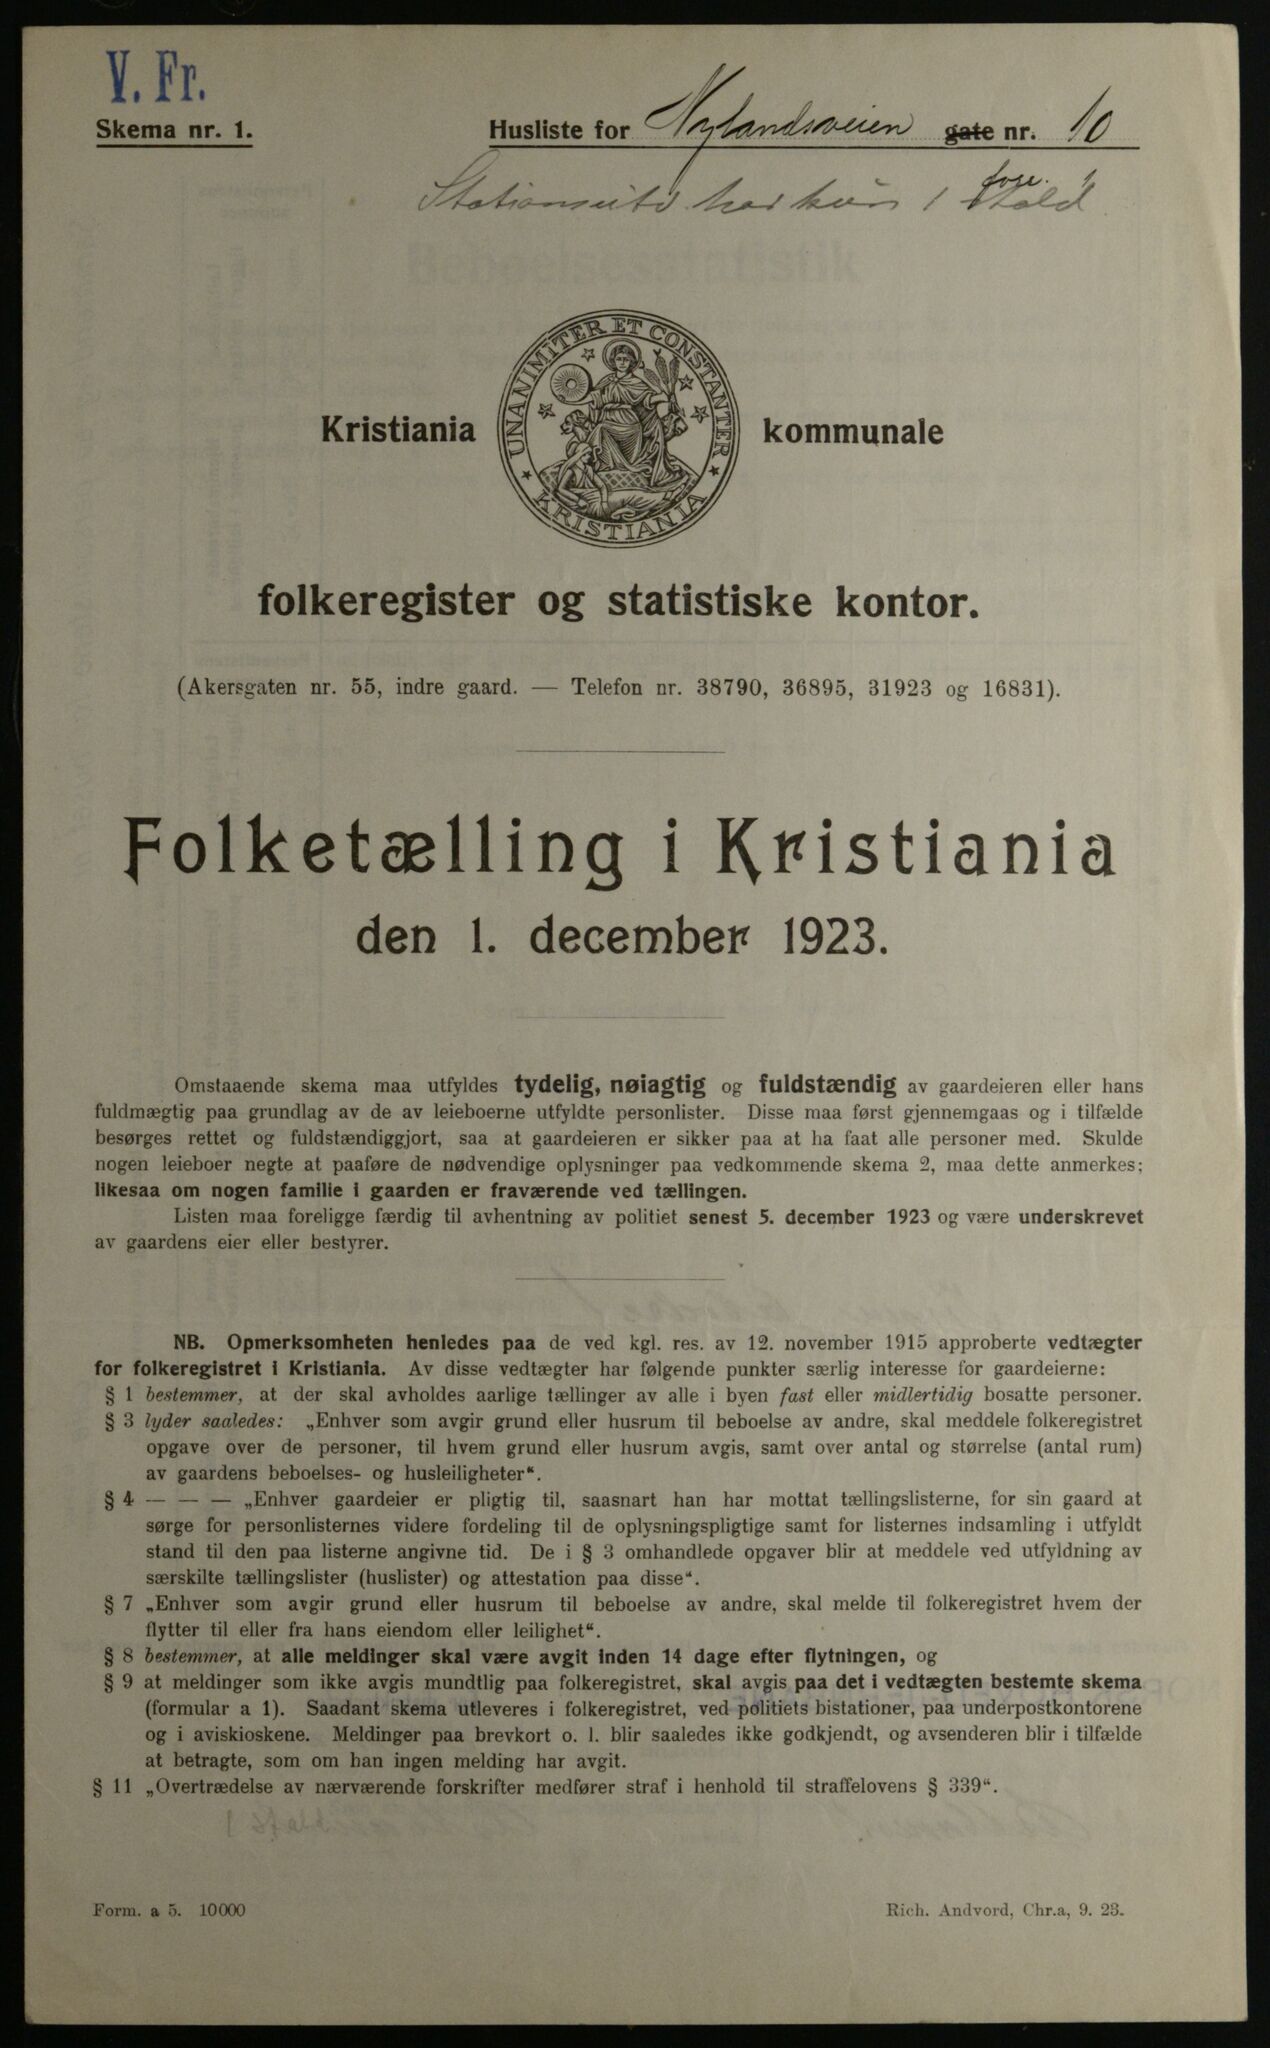 V. Fr.
Skema nr. 1.
Husliste for Nylandsveien gate nr. 10
har kun 1
Kristiania kommunale
UNANIMITER ET CONSTANTER
KRISTIANIA
folkeregister og statistiske kontor.
(Akersgaten nr. 55, indre gaard. — Telefon nr. 38790, 36895, 31923 og 16831).
Folketælling i Kristiania
den 1. december 1923.
Omstaaende skema maa utfyldes tydelig, nøiagtig og fuldstændig av gaardeieren eller hans
fuldmægtig paa grundlag av de av leieboerne utfyldte personlister. Disse maa først gjennemgaas og i tilfælde
besørges rettet og fuldstændiggjort, saa at gaardeieren er sikker paa at ha faat alle personer med. Skulde
nogen leieboer negte at paaføre de nødvendige oplysninger paa vedkommende skema 2, maa dette anmerkes;
likesaa om nogen familie i gaarden er fraværende ved tællingen.
Listen maa foreligge færdig til avhentning av politiet senest 5. december 1923 og være underskrevet
av gaardens eier eller bestyrer.
NB. Opmerksomheten henledes paa de ved kgl. res. av 12. november 1915 approberte vedtægter
for folkeregistret i Kristiania. Av disse vedtægter har følgende punkter særlig interesse for gaardeierne:
§ 1 bestemmer, at der skal avholdes aarlige tællinger av alle i byen fast eller midlertidig bosatte personer.
§ 3 lyder saaledes: „Enhver som avgir grund eller husrum til beboelse av andre, skal meddele folkeregistret
opgave over de personer, til hvem grund eller husrum avgis, samt over antal og størrelse (antal rum)
av gaardens beboelses- og husleiligheter“.
§ 4 — — — „Enhver gaardeier er pligtig til, saasnart han har mottat tællingslisterne, for sin gaard at
sørge for personlisternes videre fordeling til de oplysningspligtige samt for listernes indsamling i utfyldt
stand til den paa listerne angivne tid. De i § 3 omhandlede opgaver blir at meddele ved utfyldning av
særskilte tællingslister (huslister) og attestation paa disse“.
§ 7 „Enhver som avgir grund eller husrum til beboelse av andre, skal melde til folkeregistret hvem der
flytter til eller fra hans eiendom eller leilighet“.
§ 8 bestemmer, at alle meldinger skal være avgit inden 14 dage efter flytningen, og
§ 9 at meldinger som ikke avgis mundtlig paa folkeregistret, skal avgis paa det i vedtægten bestemte skema
(formular a 1). Saadant skema utleveres i folkeregistret, ved politiets bistationer, paa underpostkontorene
og i aviskioskene. Meldinger paa brevkort o. l. blir saaledes ikke godkjendt, og avsenderen blir i tilfælde
at betragte, som om han ingen melding har avgit.
§ 11 „Overtrædelse av nærværende forskrifter medfører straf i henhold til straffelovens § 339“.
Form. a 5. 10000
Rich. Andvord, Chr.a, 9. 23.